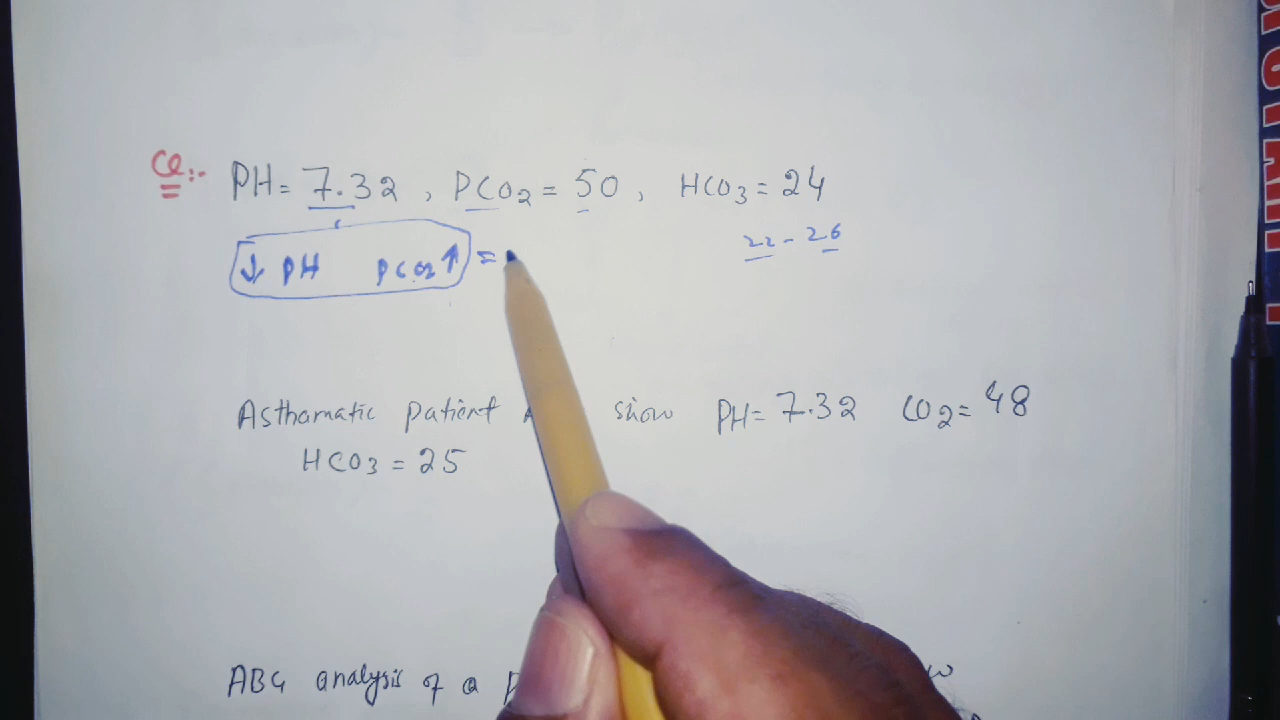 Q:- PH= 7.32 , PCO2 = 50 , HCO3 = 24
22 - 26
↓ PH PCO2 ↑ =
Asthamatic patient show PH= 7.32 CO2= 48
HCO3 = 25
ABG analysis of a